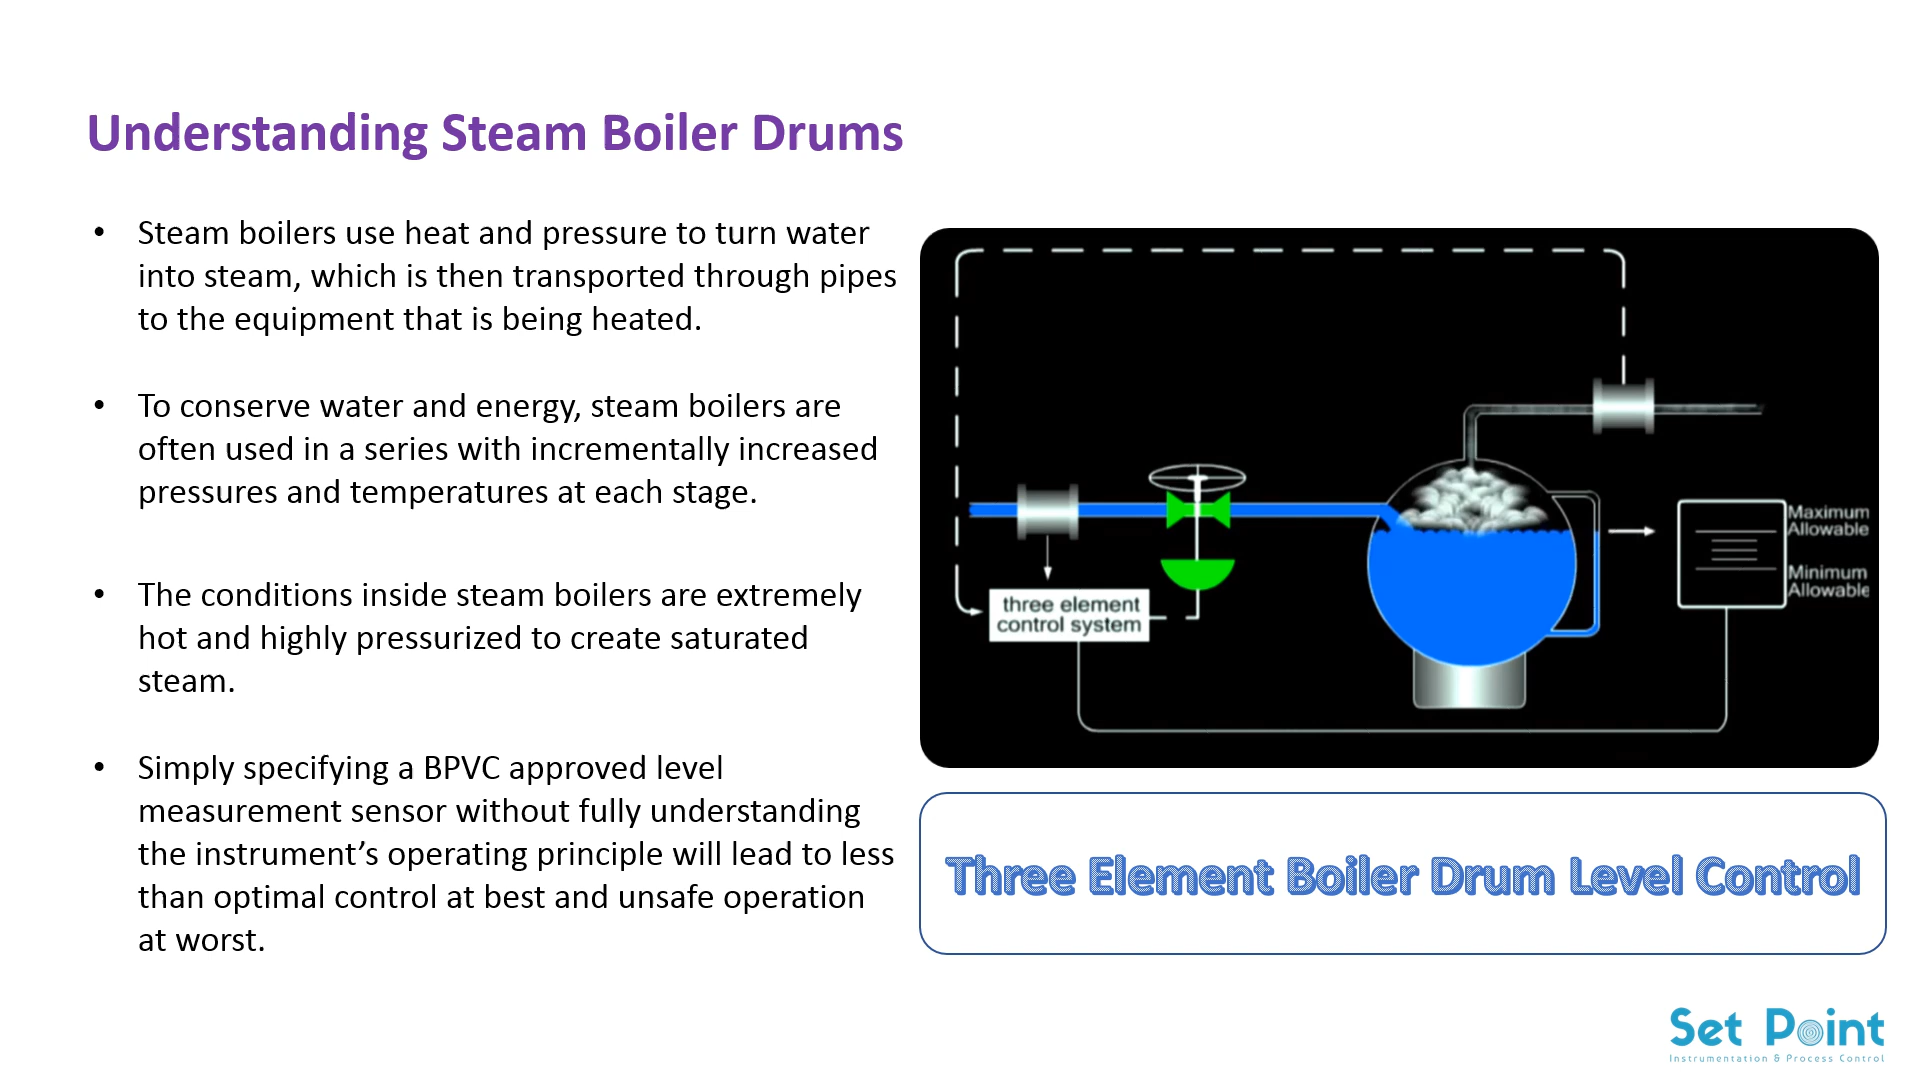 Understanding Steam Boiler Drums
• Steam boilers use heat and pressure to turn water
into steam, which is then transported through pipes
to the equipment that is being heated.
• To conserve water and energy, steam boilers are
often used in a series with incrementally increased
pressures and temperatures at each stage.
• The conditions inside steam boilers are extremely
hot and highly pressurized to create saturated
steam.
• Simply specifying a BPVC approved level
measurement sensor without fully understanding
the instrument’s operating principle will lead to less
than optimal control at best and unsafe operation
at worst.
Maximum
Allowable
Minimum
Allowable
three element
control system
Three Element Boiler Drum Level Control
Set Point
Instrumentation & Process Control